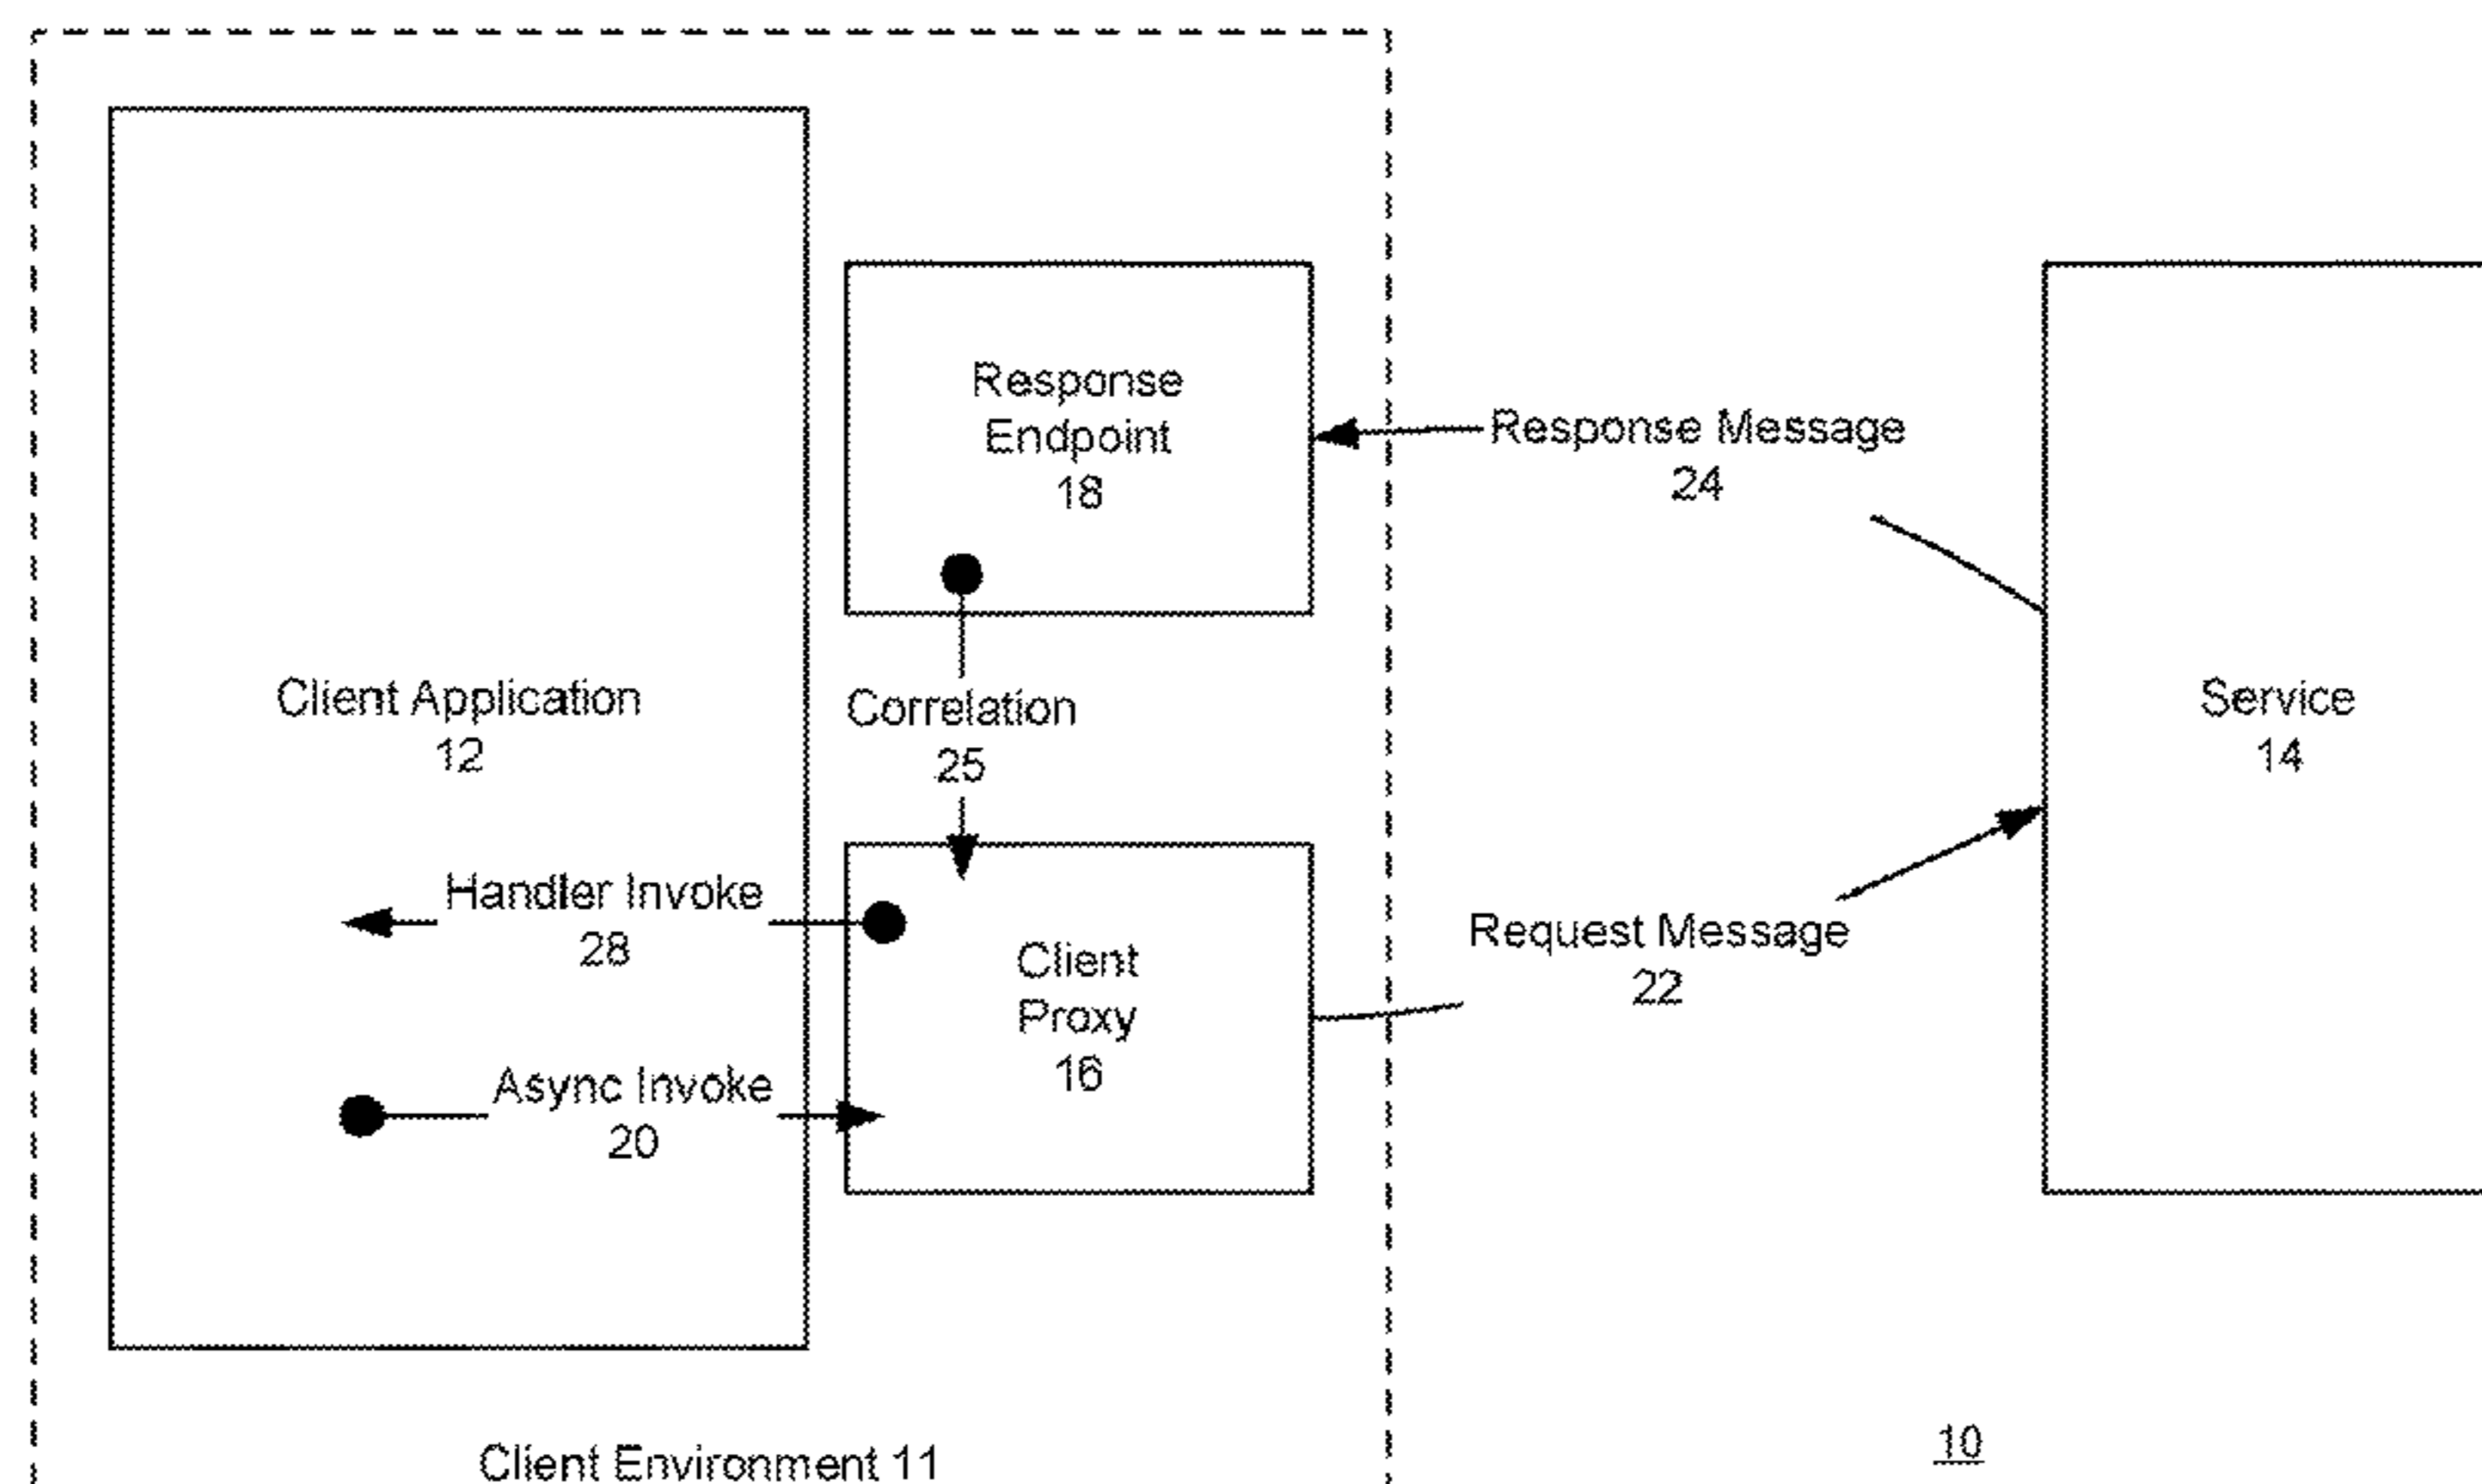 Response
Endpoint
18
Response Message
24
Client Application
12
Correlation
25
Service
14
Handler Invoke
28
Client
Proxy
16
Request Message
22
Async Invoke
20
Client Environment 11
10